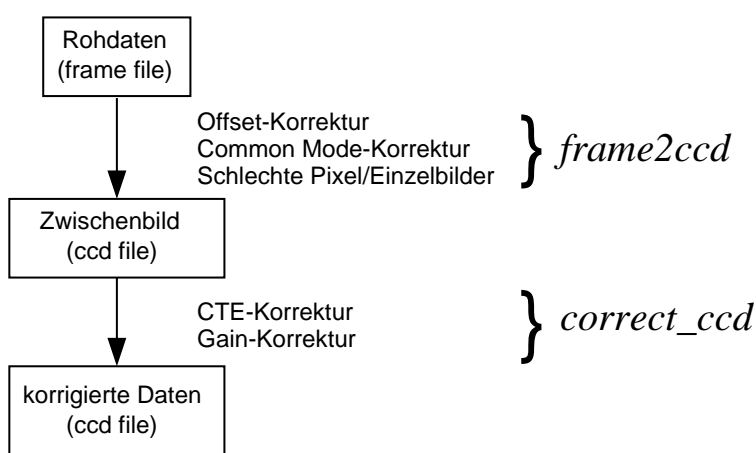 Rohdaten
(frame file)
Offset-Korrektur
Common Mode-Korrektur
Schlechte Pixel/Einzelbilder
} frame2ccd
Zwischenbild
(ccd file)
CTE-Korrektur
Gain-Korrektur
} correct_ccd
korrigierte Daten
(ccd file)